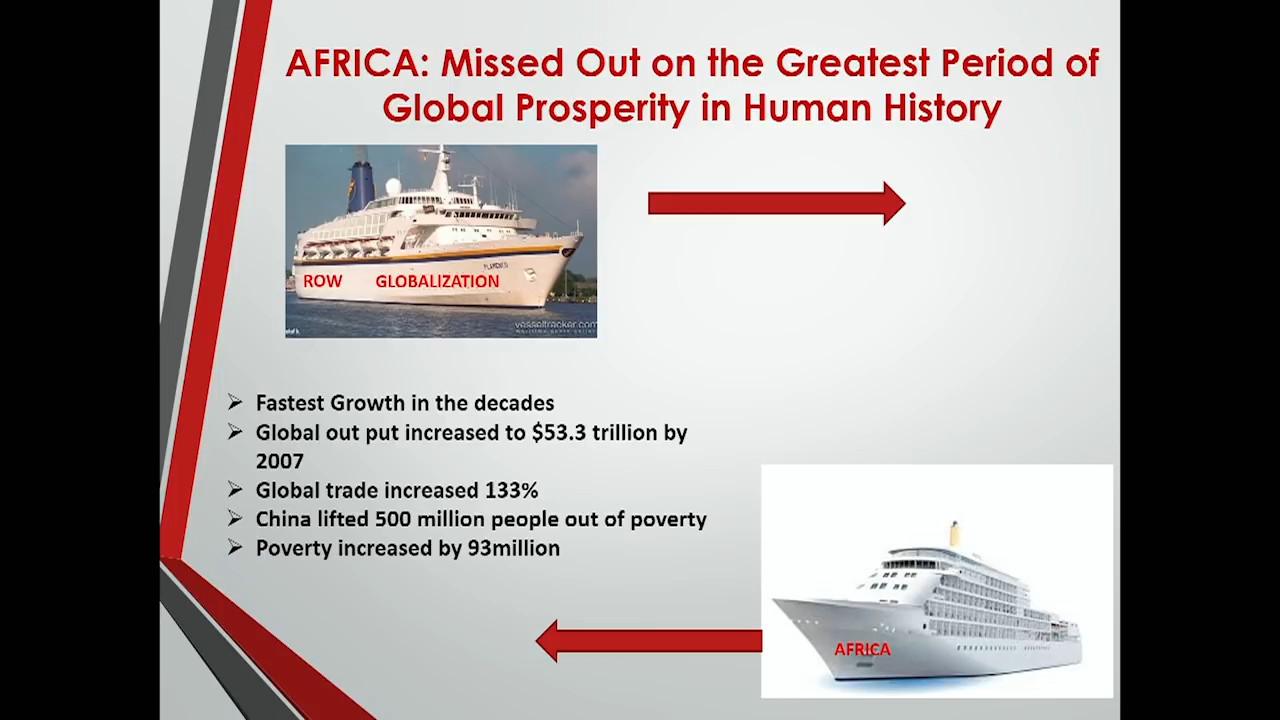 AFRICA: Missed Out on the Greatest Period of
Global Prosperity in Human History
ROW GLOBALIZATION
vesseltracker.com
➢ Fastest Growth in the decades
➢ Global out put increased to $53.3 trillion by
2007
➢ Global trade increased 133%
➢ China lifted 500 million people out of poverty
➢ Poverty increased by 93million
AFRICA